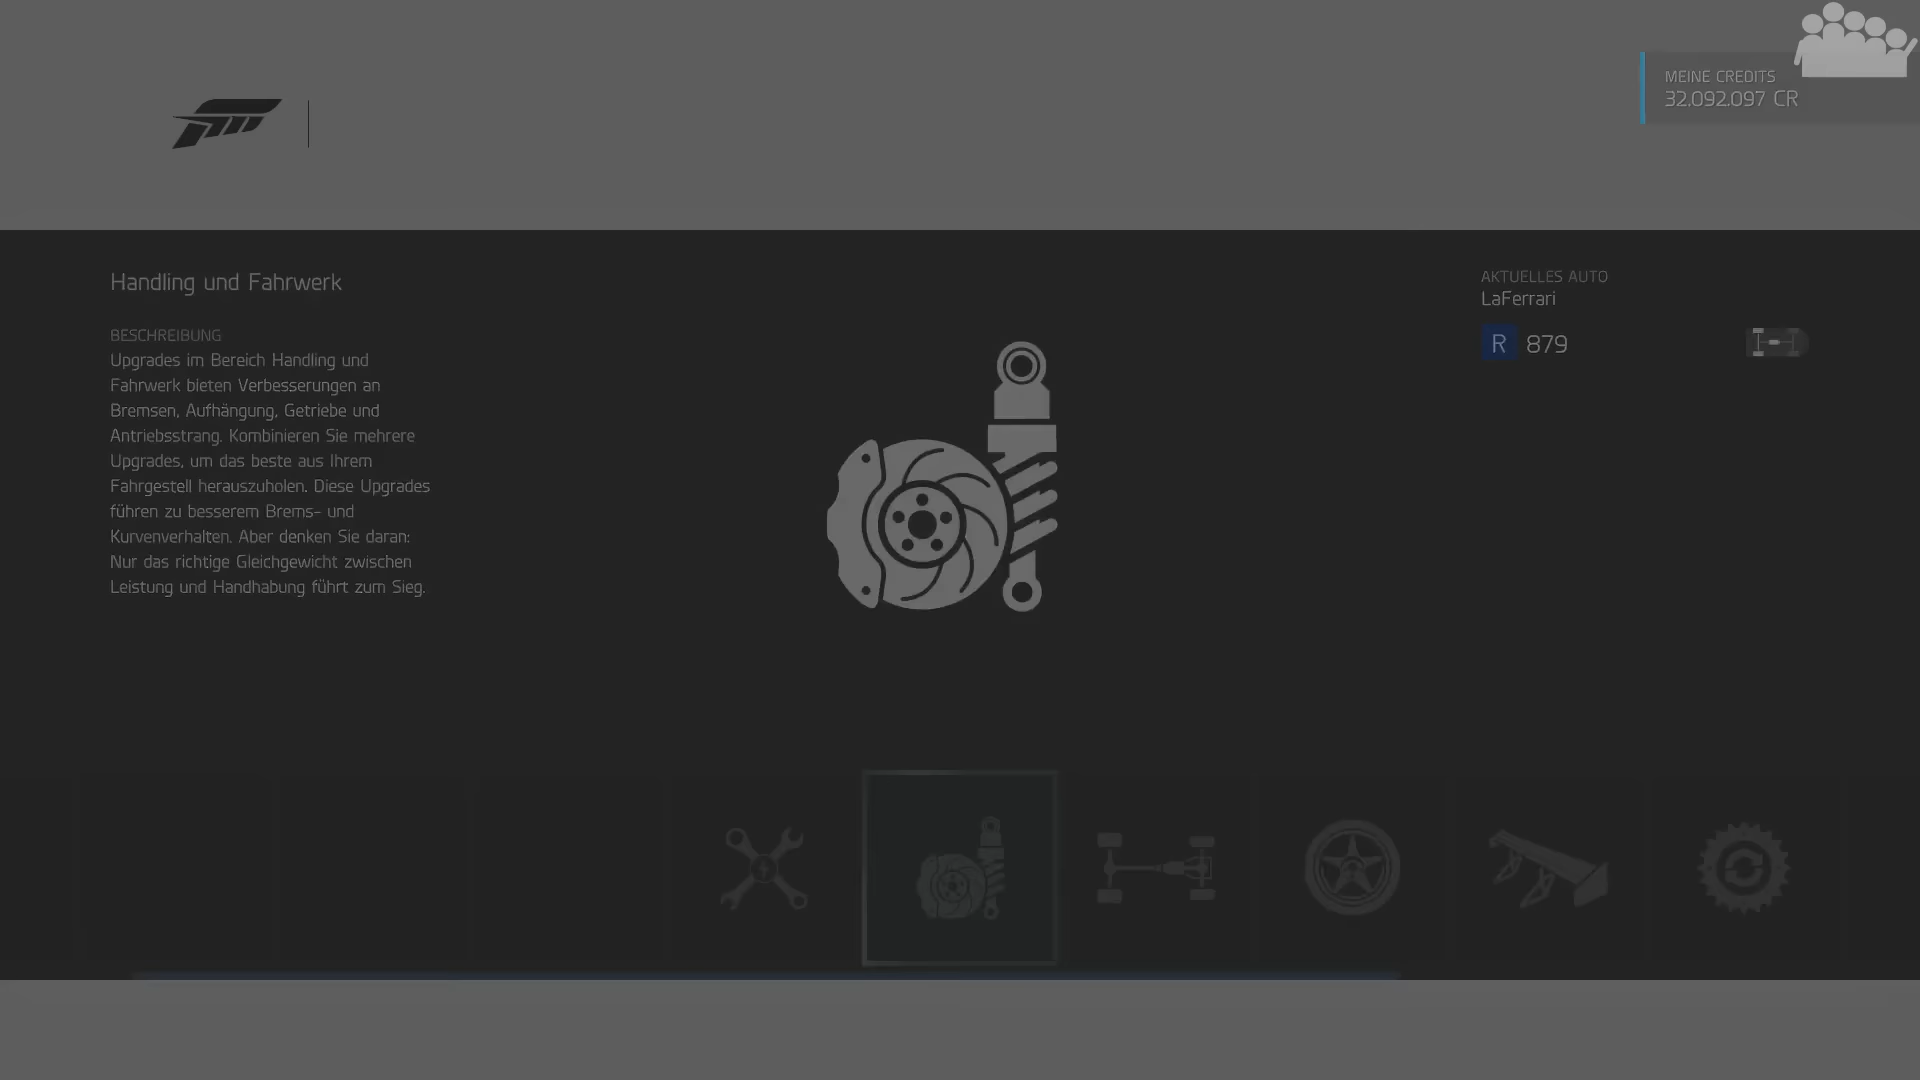 MEINE CREDITS
32.092.097 CR
Handling und Fahrwerk
BESCHREIBUNG
Upgrades im Bereich Handling und
Fahrwerk bieten Verbesserungen an
Bremsen, Aufhängung, Getriebe und
Antriebsstrang. Kombinieren Sie mehrere
Upgrades, um das beste aus Ihrem
Fahrgestell herauszuholen. Diese Upgrades
führen zu besserem Brems- und
Kurvenverhalten. Aber denken Sie daran:
Nur das richtige Gleichgewicht zwischen
Leistung und Handhabung führt zum Sieg.
AKTUELLES AUTO
LaFerrari
R 879